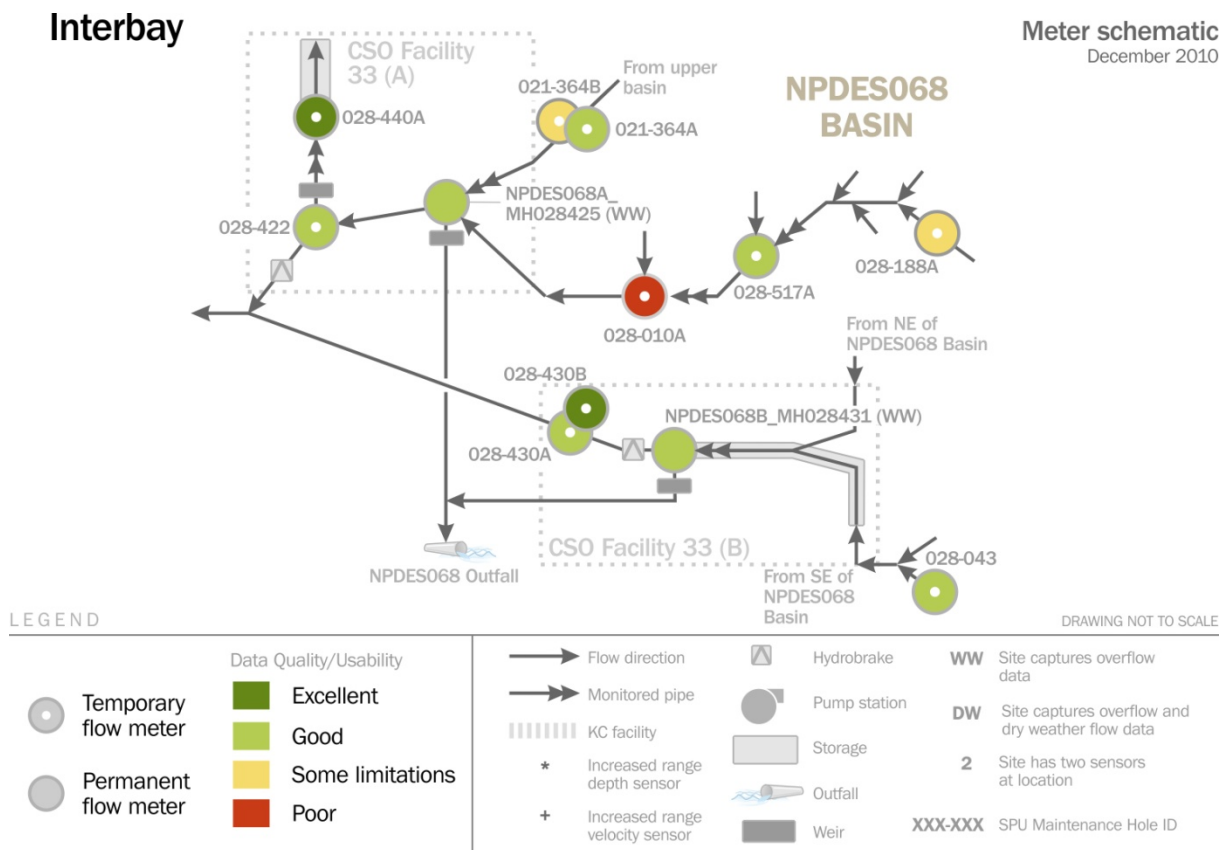 Interbay
Meter schematic
December 2010
CSO Facility
33 (A)
028-440A
021-364B
From upper
basin
021-364A
NPDES068
BASIN
NPDES068A_
MH028425 (WW)
028-422
028-188A
028-517A
028-010A
From NE of
NPDES068 Basin
028-430B
NPDES068B_MH028431 (WW)
028-430A
CSO Facility 33 (B)
028-043
NPDES068 Outfall
From SE of
NPDES068
Basin
LEGEND
DRAWING NOT TO SCALE
Temporary
flow meter
Permanent
flow meter
Data Quality/Usability
Excellent
Good
Some limitations
Poor
Flow direction
Monitored pipe
KC facility
* Increased range
depth sensor
+ Increased range
velocity sensor
Hydrobrake
Pump station
Storage
Outfall
Weir
WW Site captures overflow
data
DW Site captures overflow and
dry weather flow data
2 Site has two sensors
at location
XXX-XXX SPU Maintenance Hole ID